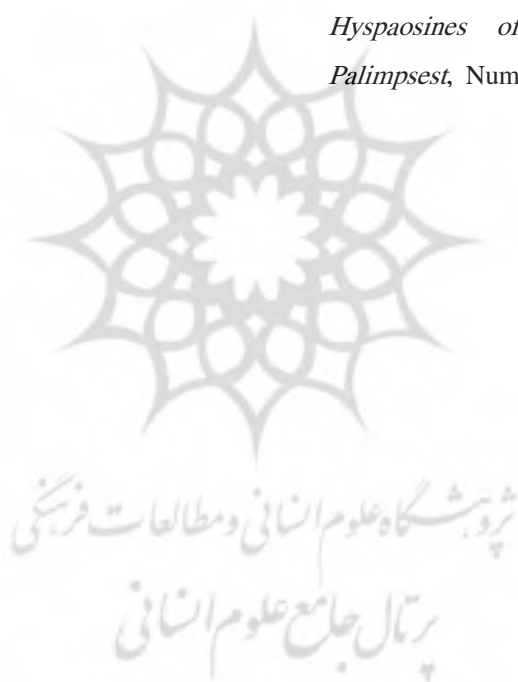 Hyspaosines of
Palimpsest, Num
پژوهشگاه علوم انسانی و مطالعات فرهنگی
پرتال جامع علوم انسانی